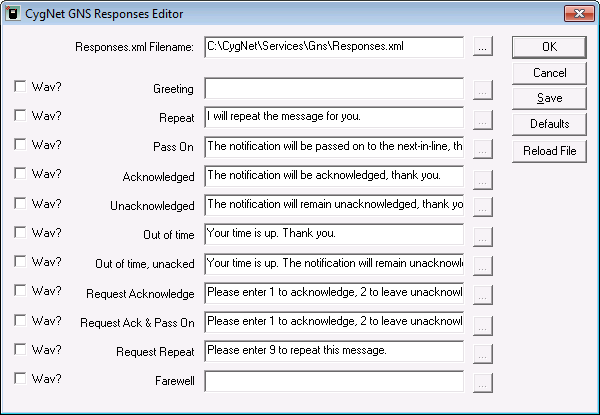 CygNet GNS Responses Editor
Responses.xml Filename: C:\CygNet\Services\Gns\Responses.xml ... OK
Cancel
Wav? Greeting ...
Save
Wav? Repeat I will repeat the message for you. ...
Defaults
Wav? Pass On The notification will be passed on to the next-in-line, th ...
Reload File
Wav? Acknowledged The notification will be acknowledged, thank you. ...
Wav? Unacknowledged The notification will remain unacknowledged, thank yo ...
Wav? Out of time Your time is up. Thank you. ...
Wav? Out of time, unacked Your time is up. The notification will remain unacknowl ...
Wav? Request Acknowledge Please enter 1 to acknowledge, 2 to leave unacknowl ...
Wav? Request Ack & Pass On Please enter 1 to acknowledge, 2 to leave unacknowl ...
Wav? Request Repeat Please enter 9 to repeat this message. ...
Wav? Farewell ...